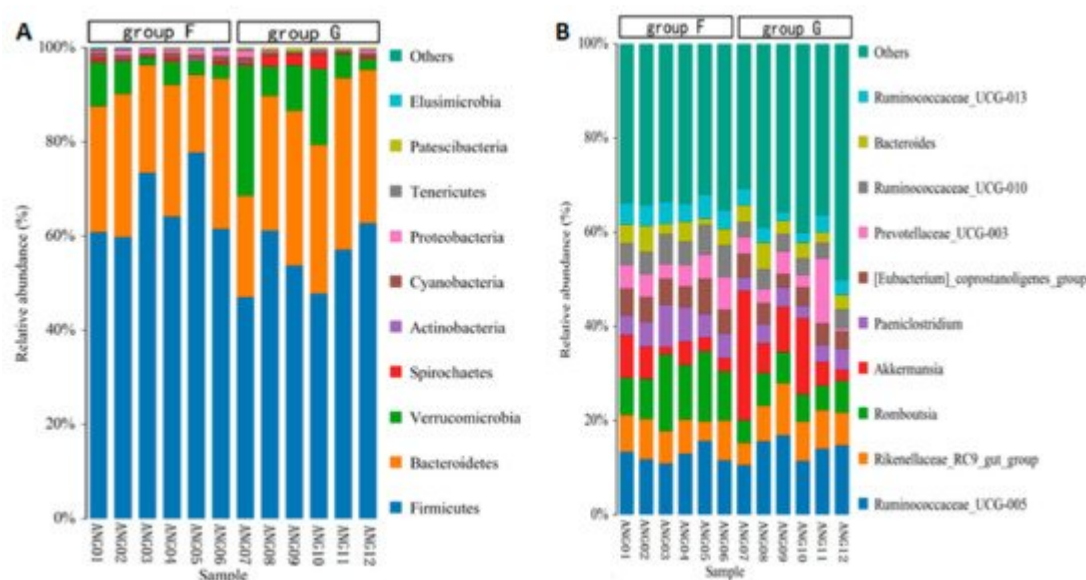 A
group F
group G
100%
80%
60%
40%
20%
0%
Relative abundance (%)
ANG01
ANG02
ANG03
ANG04
ANG05
ANG06
ANG07
ANG08
ANG09
ANG10
ANG11
ANG12
Sample
Others
Elusimicrobia
Patescibacteria
Tenericutes
Proteobacteria
Cyanobacteria
Actinobacteria
Spirochaetes
Verrucomicrobia
Bacteroidetes
Firmicutes
B
group F
group G
100%
80%
60%
40%
20%
0%
Relative abundance (%)
ANG01
ANG02
ANG03
ANG04
ANG05
ANG06
ANG07
ANG08
ANG09
ANG10
ANG11
ANG12
Sample
Others
Ruminococcaceae_UCG-013
Bacteroides
Ruminococcaceae_UCG-010
Prevotellaceae_UCG-003
[Eubacterium]_coprostanoligenes_group
Paeniclostridium
Akkermansia
Romboutsia
Rikenellaceae_RC9_gut_group
Ruminococcaceae_UCG-005